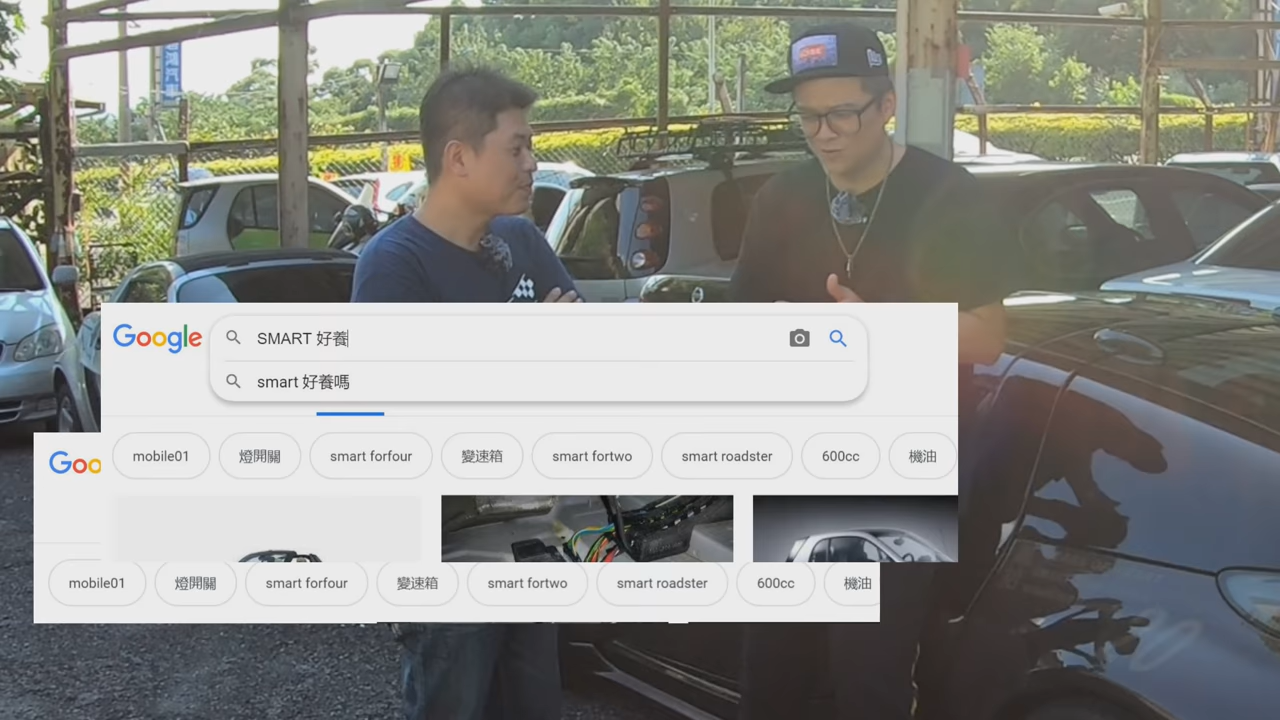 Google
SMART 好養
smart 好養嗎
mobile01
燈開關
smart forfour
變速箱
smart fortwo
smart roadster
600cc
機油
Goo
mobile01
燈開關
smart forfour
變速箱
smart fortwo
smart roadster
600cc
機油